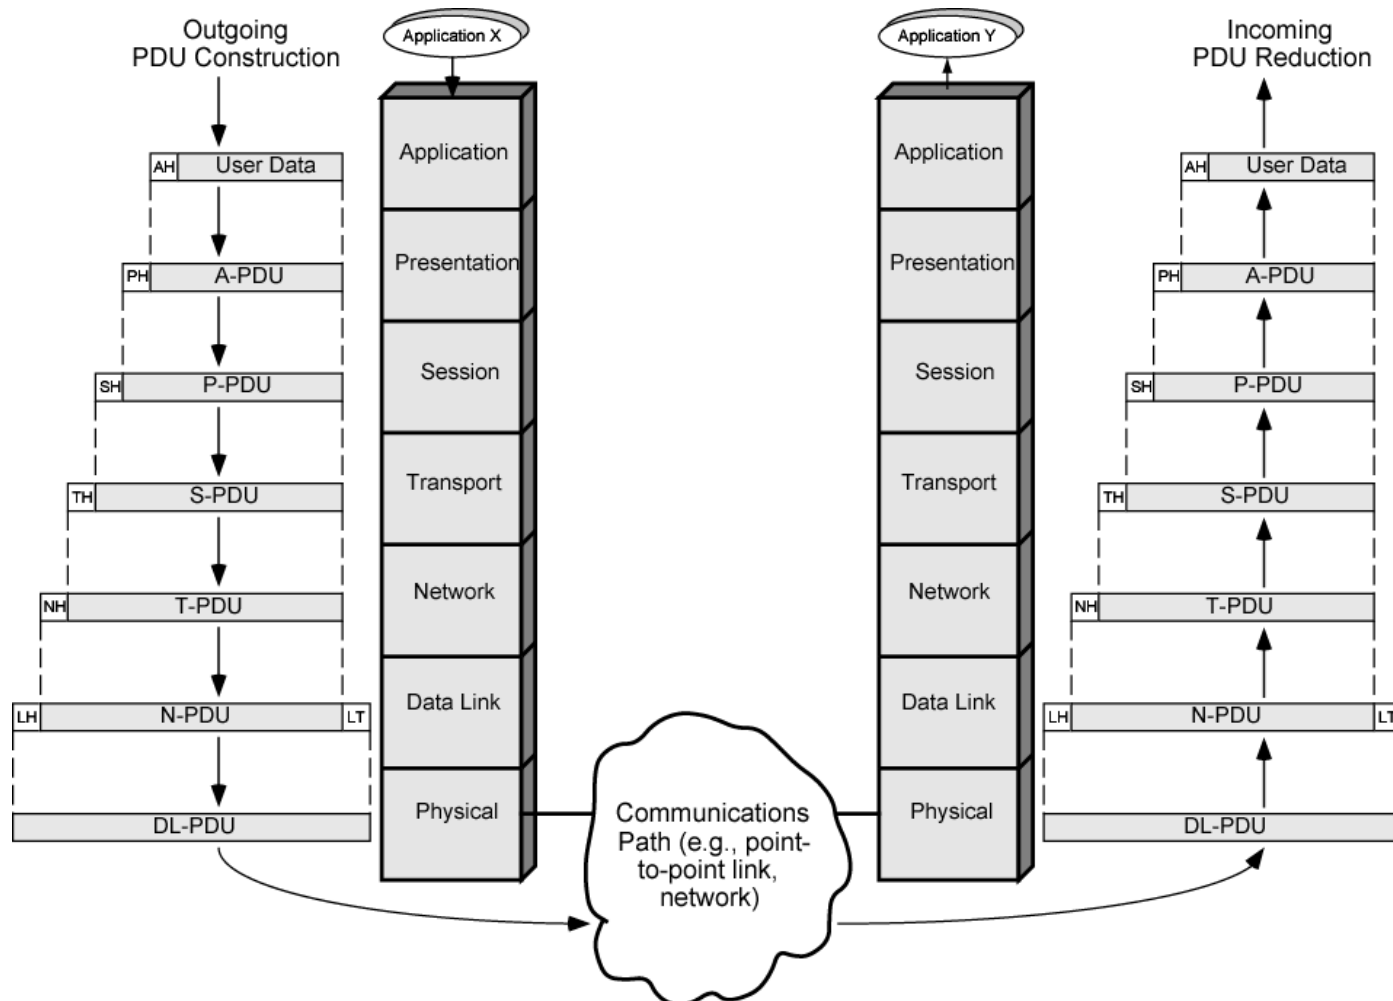 Outgoing
PDU Construction
Application X
Application Y
Incoming
PDU Reduction
AH User Data
Application
Application
AH User Data
PH A-PDU
Presentation
Presentation
PH A-PDU
SH P-PDU
Session
Session
SH P-PDU
TH S-PDU
Transport
Transport
TH S-PDU
NH T-PDU
Network
Network
NH T-PDU
LH N-PDU LT
Data Link
Data Link
LH N-PDU LT
DL-PDU
Physical
Communications
Path (e.g., point-
to-point link,
network)
Physical
DL-PDU